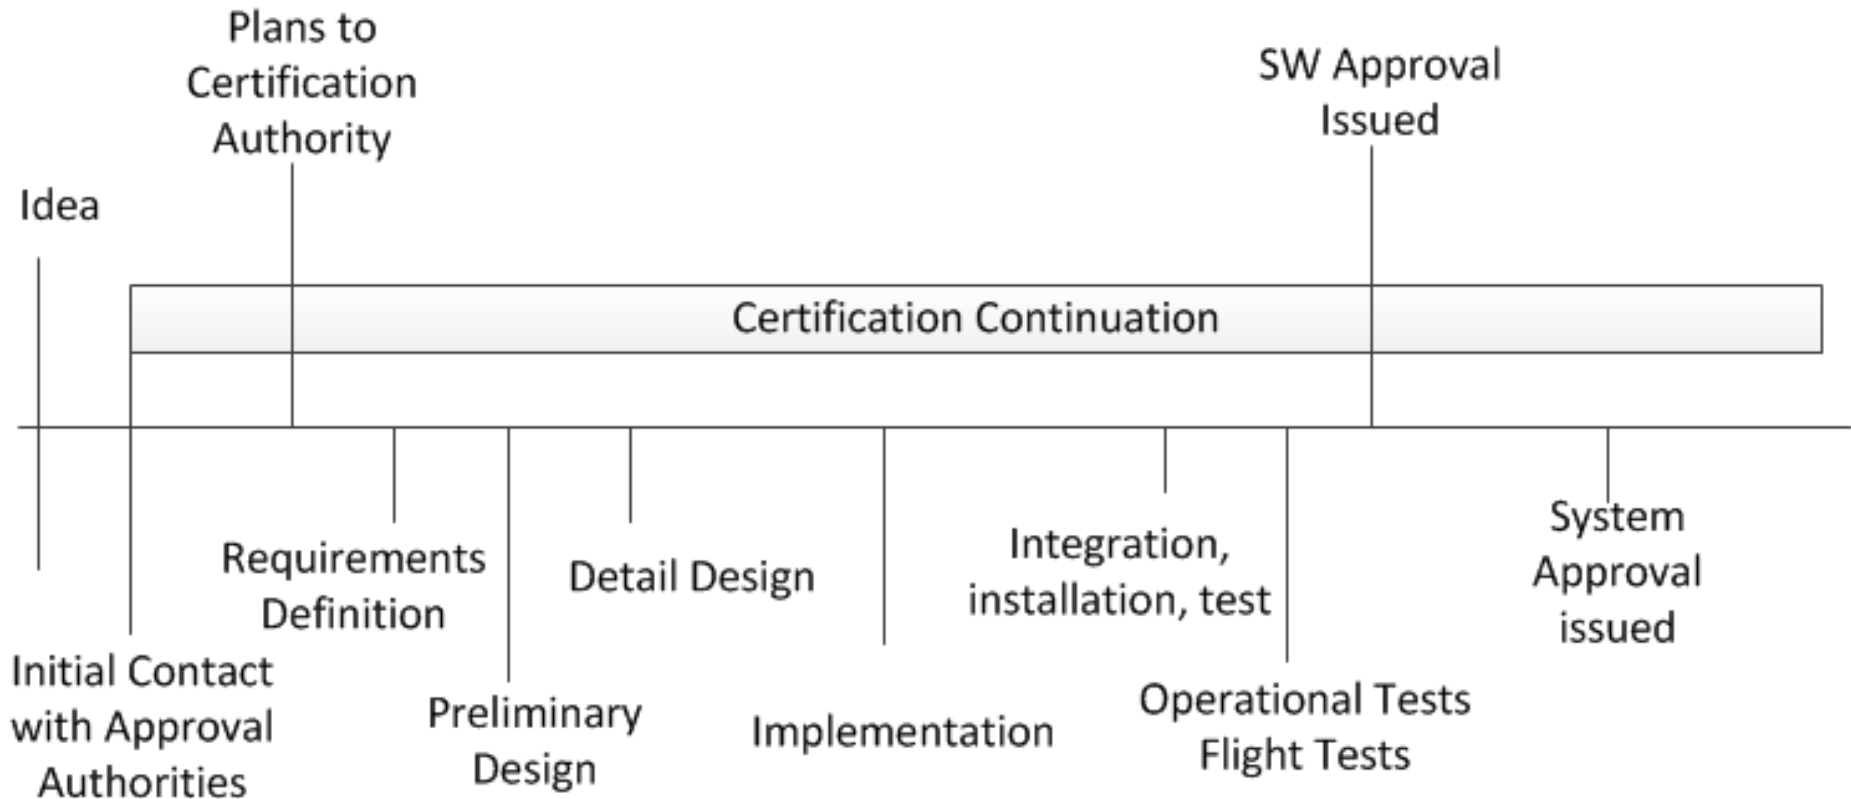 Plans to
Certification
Authority
SW Approval
Issued
Idea
Certification Continuation
Requirements
Definition
Detail Design
Integration,
installation, test
System
Approval
issued
Initial Contact
with Approval
Authorities
Preliminary
Design
Implementation
Operational Tests
Flight Tests